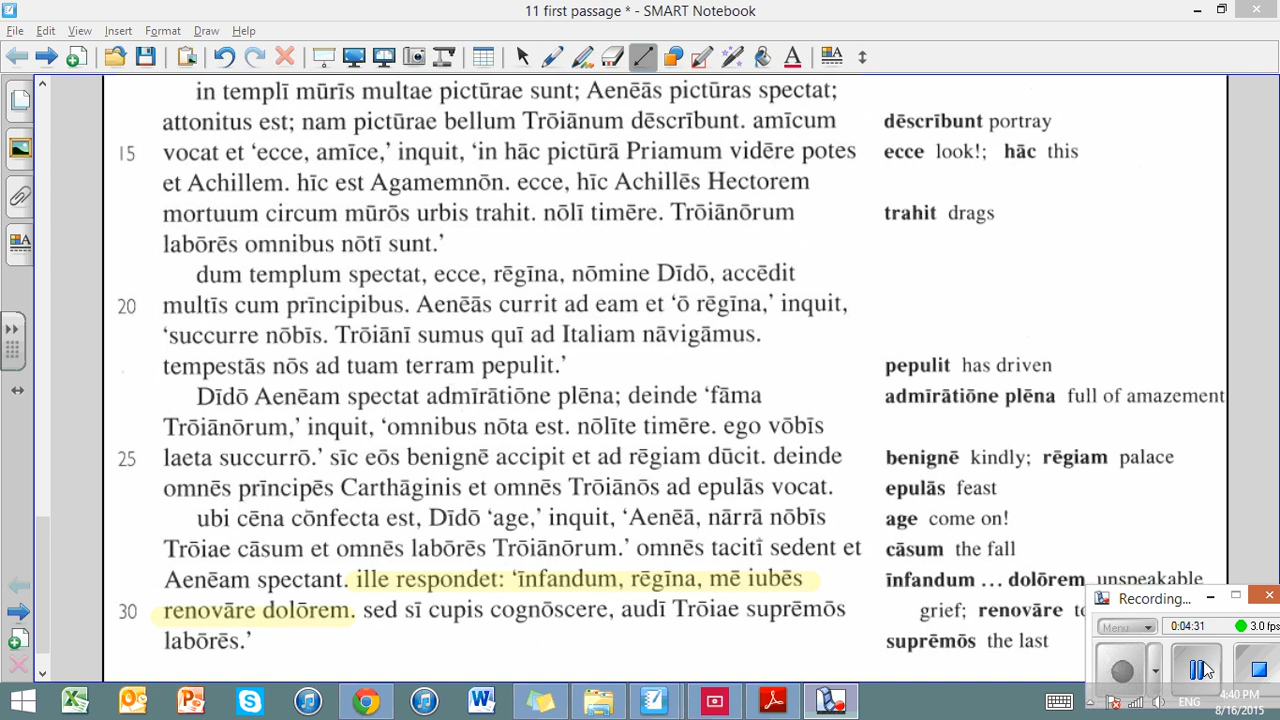 11 first passage * - SMART Notebook
File Edit View Insert Format Draw Help
in templī mūrīs multae pictūrae sunt; Aenēās pictūras spectat;
attonitus est; nam pictūrae bellum Trōiānum dēscrībunt. amīcum
dēscrībunt portray
15 vocat et ‘ecce, amīce,’ inquit, ‘in hāc pictūrā Priamum vidēre potes
ecce look!; hāc this
et Achillem. hīc est Agamemnōn. ecce, hīc Achillēs Hectorem
mortuum circum mūrōs urbis trahit. nōlī timēre. Trōiānōrum
trahit drags
labōrēs omnibus nōtī sunt.’
dum templum spectat, ecce, rēgīna, nōmine Dīdō, accēdit
20 multīs cum prīncipibus. Aenēās currit ad eam et ‘ō rēgīna,’ inquit,
‘succurre nōbīs. Trōiānī sumus quī ad Italiam nāvigāmus.
tempestās nōs ad tuam terram pepulit.’
pepulit has driven
Dīdō Aenēam spectat admīrātiōne plēna; deinde ‘fāma
admīrātiōne plēna full of amazement
Trōiānōrum,’ inquit, ‘omnibus nōta est. nōlīte timēre. ego vōbīs
25 laeta succurrō.’ sīc eōs benignē accipit et ad rēgiam dūcit. deinde
benignē kindly; rēgiam palace
omnēs prīncipēs Carthāginis et omnēs Trōiānōs ad epulās vocat.
epulās feast
ubi cēna cōnfecta est, Dīdō ‘age,’ inquit, ‘Aenēā, nārrā nōbīs
age come on!
Trōiae cāsum et omnēs labōrēs Trōiānōrum.’ omnēs tacitī sedent et
cāsum the fall
Aenēam spectant. ille respondet: ‘īnfandum, rēgīna, mē iubēs
īnfandum ... dolōrem unspeakable
30 renovāre dolōrem. sed sī cupis cognōscere, audī Trōiae suprēmōs
grief; renovāre
labōrēs.’
suprēmōs the last
Recording...
Menu 0:04:31 3.0 fps
ENG
4:40 PM
8/16/2015